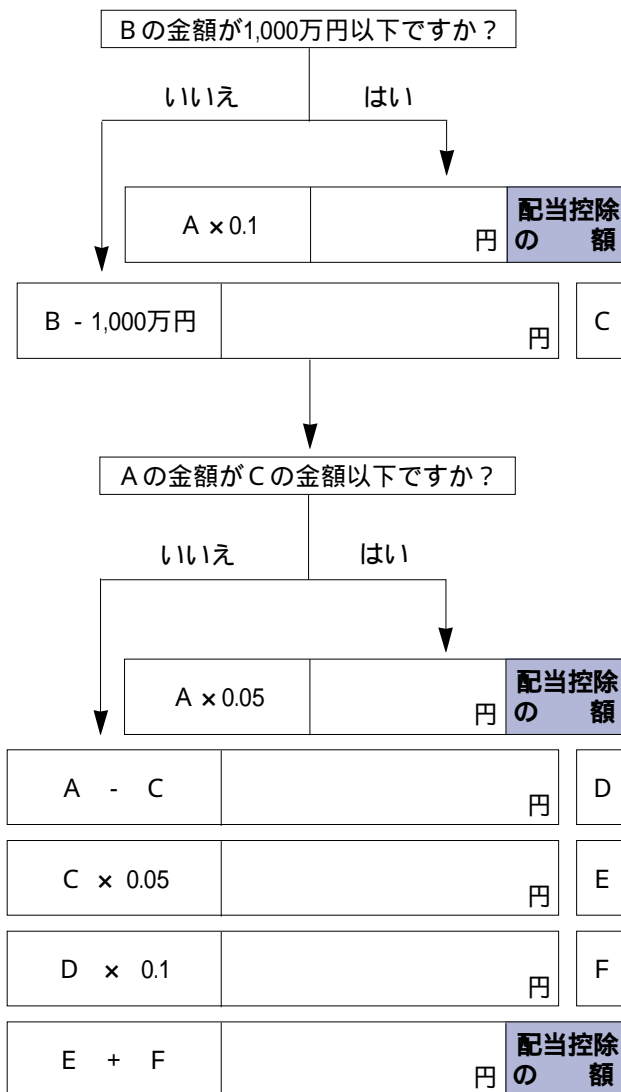 Bの金額が1,000万円以下ですか？
いいえ はい
A × 0.1 円 配当控除の額
B - 1,000万円 円 C
Aの金額がCの金額以下ですか？
いいえ はい
A × 0.05 円 配当控除の額
A - C 円 D
C × 0.05 円 E
D × 0.1 円 F
E + F 円 配当控除の額